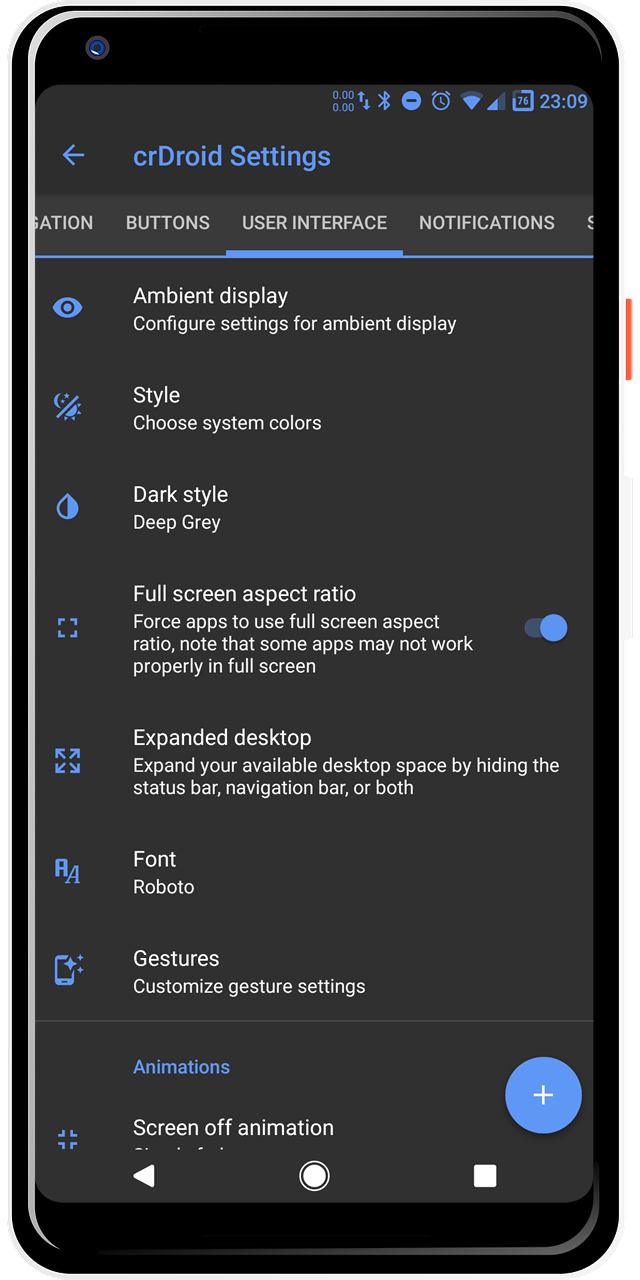 0.00
0.00
76 23:09
crDroid Settings
GATION BUTTONS USER INTERFACE NOTIFICATIONS S
Ambient display
Configure settings for ambient display
Style
Choose system colors
Dark style
Deep Grey
Full screen aspect ratio
Force apps to use full screen aspect
ratio, note that some apps may not work
properly in full screen
Expanded desktop
Expand your available desktop space by hiding the
status bar, navigation bar, or both
Font
Roboto
Gestures
Customize gesture settings
Animations
Screen off animation